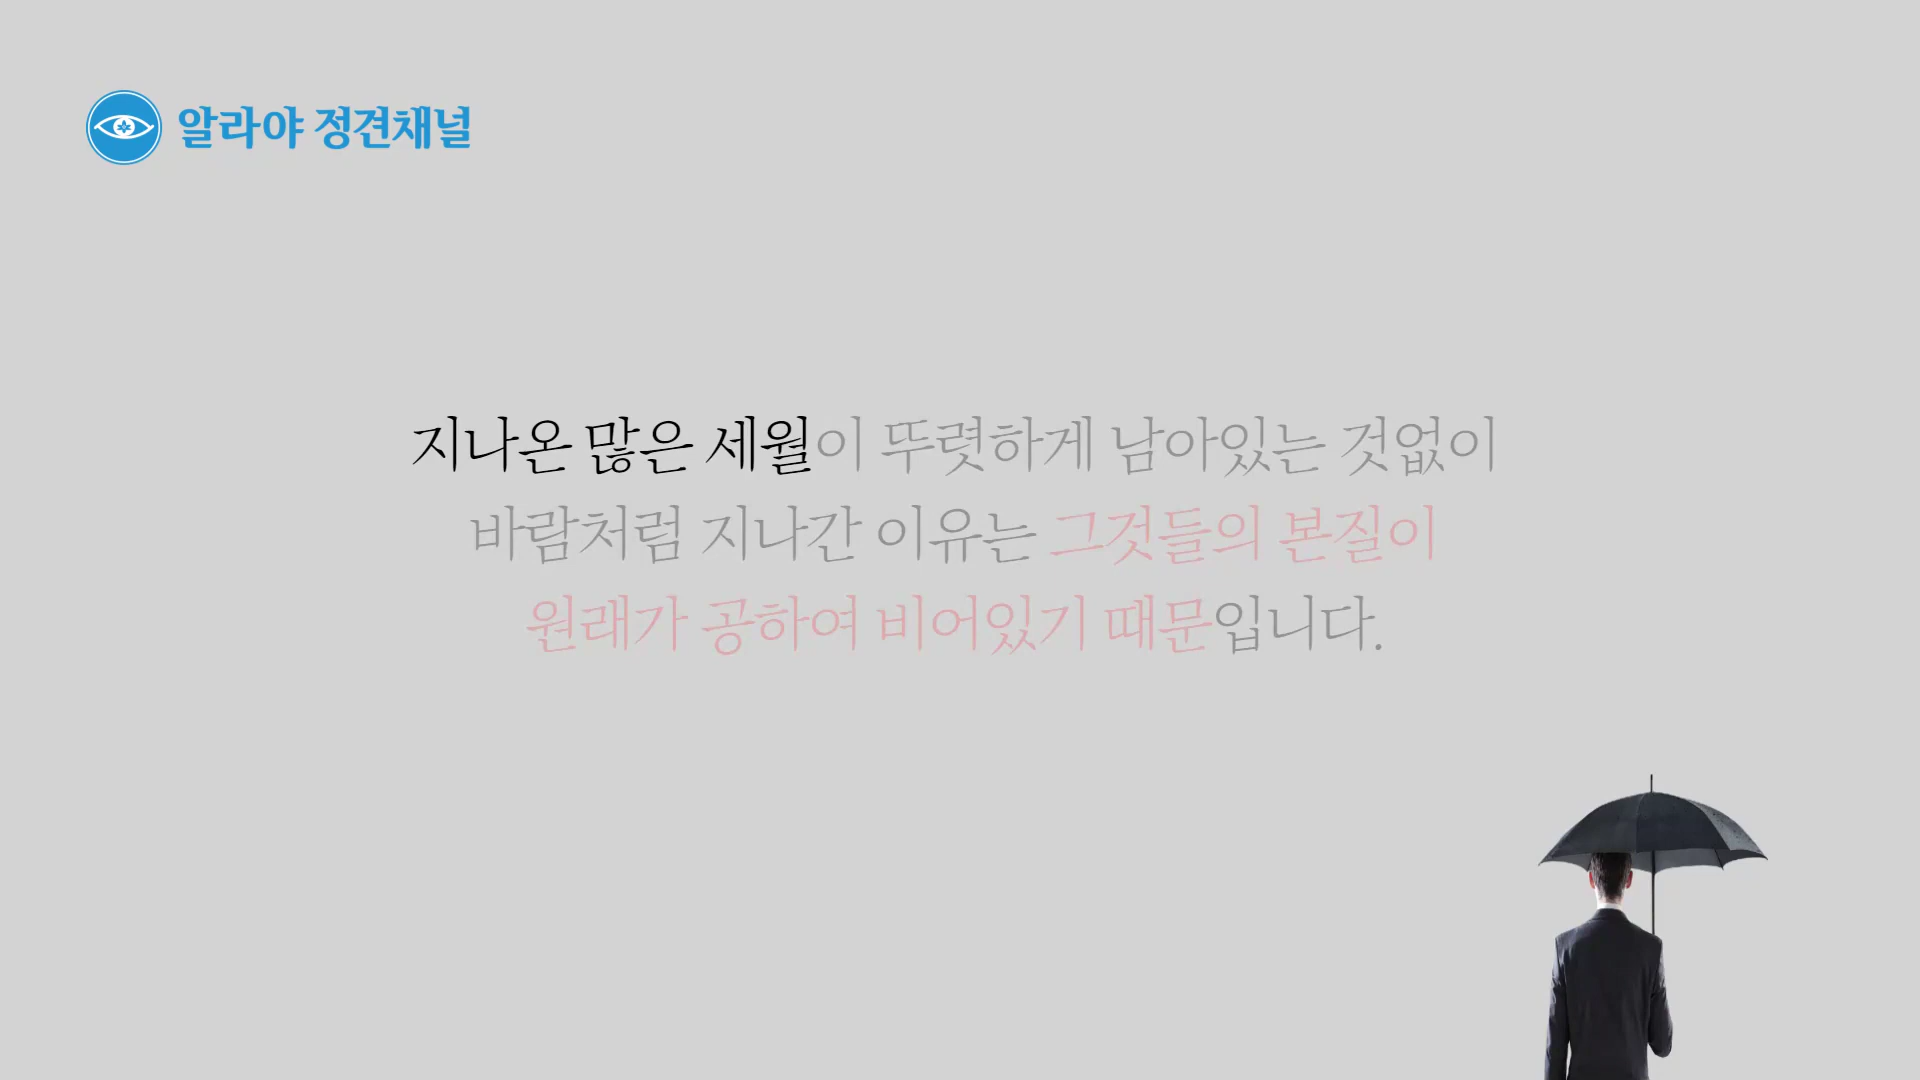 알라야 정견채널
지나온 많은 세월이 뚜렷하게 남아있는 것없이
바람처럼 지나간 이유는 그것들의 본질이
원래가 공하여 비어있기 때문입니다.